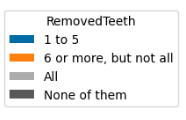 RemovedTeeth
1 to 5
6 or more, but not all
All
None of them